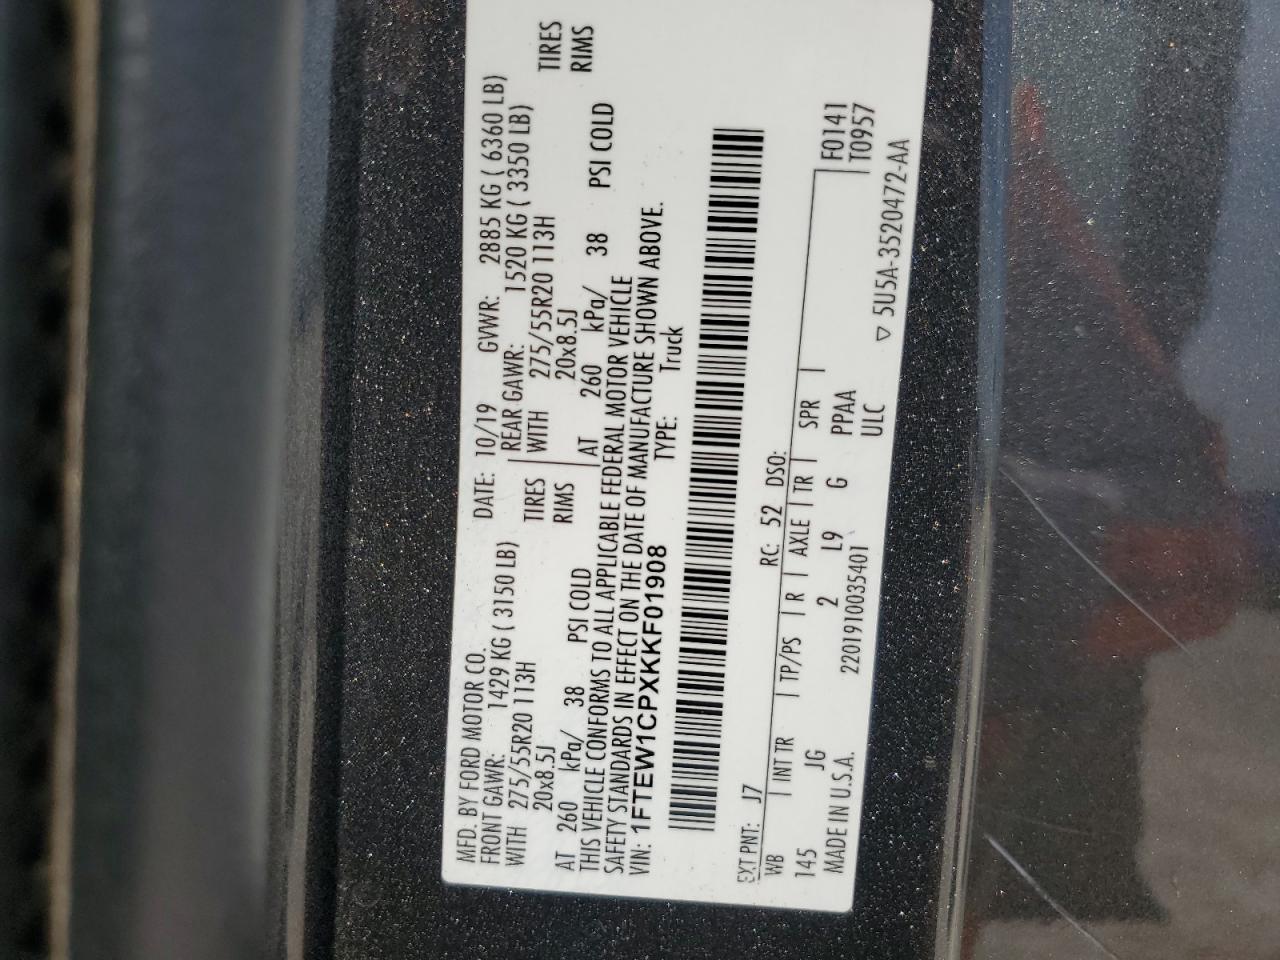 MFD. BY FORD MOTOR CO. DATE: 10/19 GVWR: 2885 KG ( 6360 LB)
FRONT GAWR: 1429 KG ( 3150 LB) REAR GAWR: 1520 KG ( 3350 LB)
WITH 275/55R20 113H TIRES WITH 275/55R20 113H TIRES
20x8.5J RIMS 20x8.5J RIMS
AT 260 kPa/ 38 PSI COLD AT 260 kPa/ 38 PSI COLD
THIS VEHICLE CONFORMS TO ALL APPLICABLE FEDERAL MOTOR VEHICLE
SAFETY STANDARDS IN EFFECT ON THE DATE OF MANUFACTURE SHOWN ABOVE.
VIN: 1FTEW1CPXKKF01908 TYPE: Truck
EXT PNT: J7 RC: 52 DSO:
WB INT TR TP/PS R AXLE TR SPR F0141
145 JG 2 L9 G PPAA T0957
ULC
MADE IN U.S.A. 2201910035401 ▽ 5U5A-3520472-AA